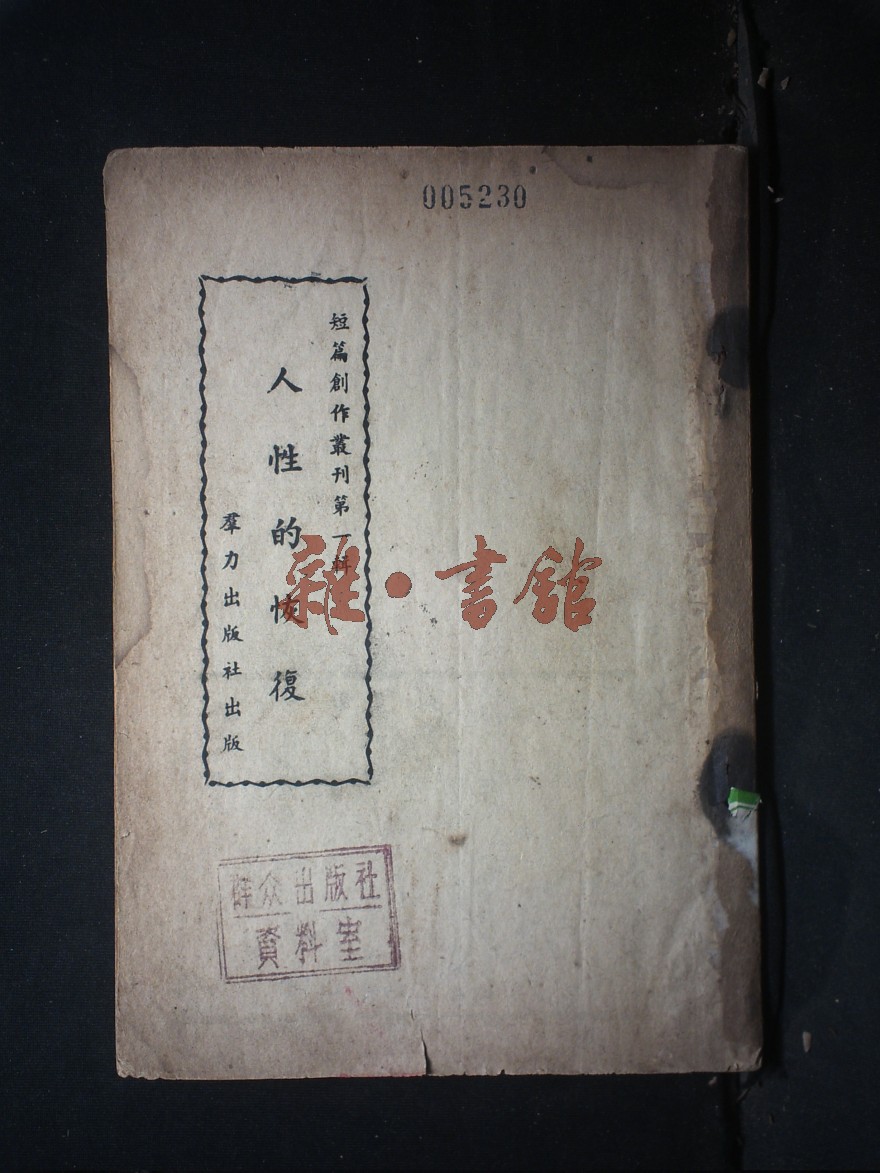 005230
短篇創作叢刊第一輯
人性的恢復
羣力出版社出版
雜·書舘
群众出版社
資料室